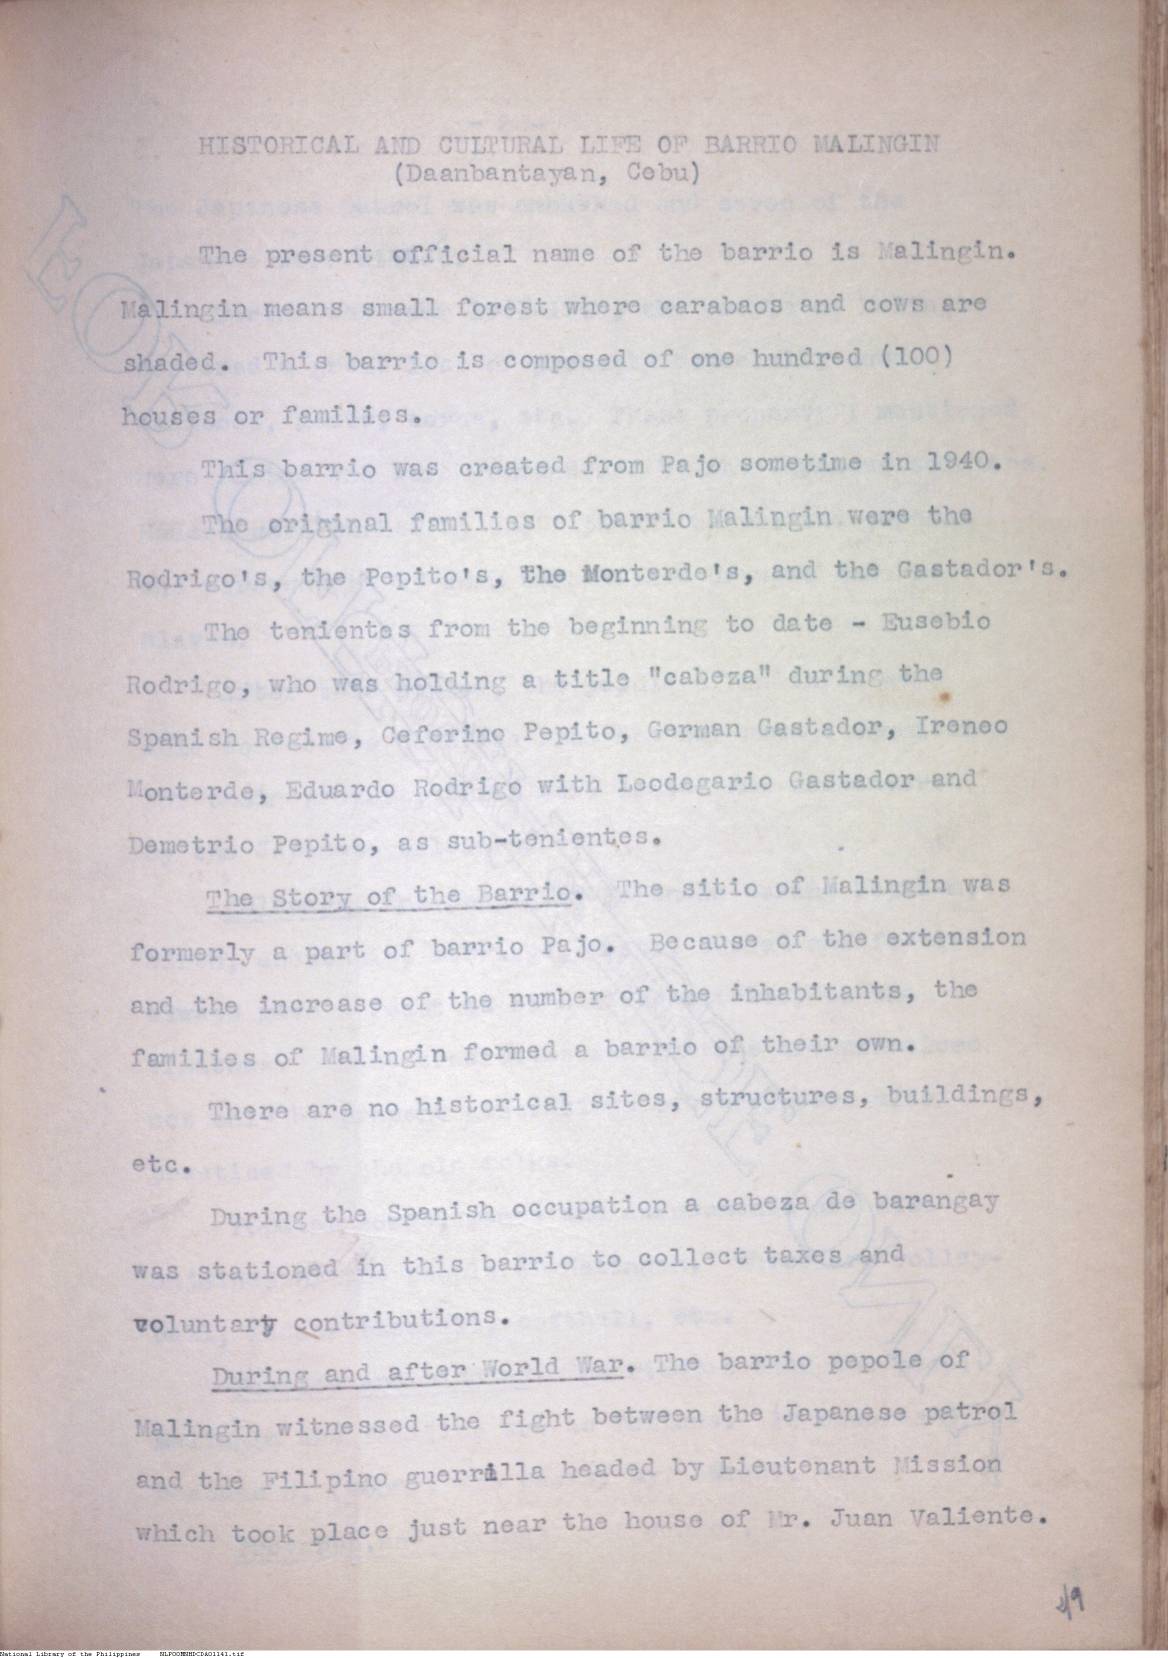 HISTORICAL AND CULTURAL LIFE OF BARRIO MALINGIN
(Daanbantayan, Cebu)
The present official name of the barrio is Malingin.
Malingin means small forest where carabaos and cows are
shaded. This barrio is composed of one hundred (100)
houses or families.
This barrio was created from Pajo sometime in 1940.
The original families of barrio Malingin were the
Rodrigo's, the Pepito's, the Monterde's, and the Gastador's.
The tenientes from the beginning to date - Eusebio
Rodrigo, who was holding a title "cabeza" during the
Spanish Regime, Ceferino Pepito, German Gastador, Ireneo
Monterde, Eduardo Rodrigo with Leodegario Gastador and
Demetrio Pepito, as sub-tenientes.
The Story of the Barrio. The sitio of Malingin was
formerly a part of barrio Pajo. Because of the extension
and the increase of the number of the inhabitants, the
families of Malingin formed a barrio of their own.
There are no historical sites, structures, buildings,
etc.
During the Spanish occupation a cabeza de barangay
was stationed in this barrio to collect taxes and
voluntary contributions.
During and after World War. The barrio pepole of
Malingin witnessed the fight between the Japanese patrol
and the Filipino guerrilla headed by Lieutenant Mission
which took place just near the house of Mr. Juan Valiente.
National Library of the Philippines NLPOOMNHDCDA01141.tif